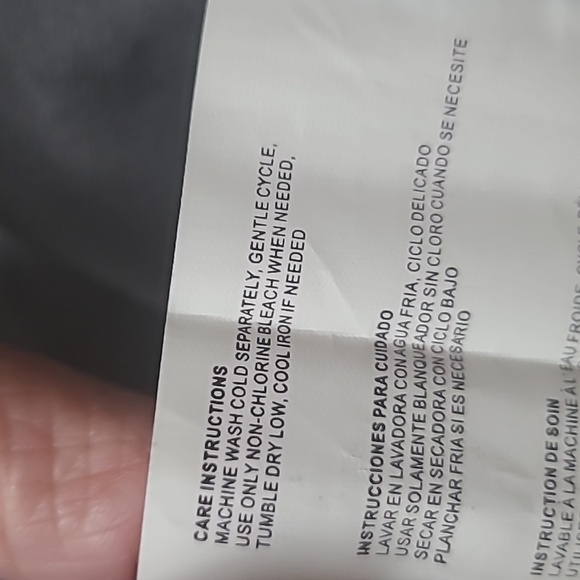 CARE INSTRUCTIONS
MACHINE WASH COLD SEPARATELY, GENTLE CYCLE,
USE ONLY NON-CHLORINE BLEACH WHEN NEEDED,
TUMBLE DRY LOW, COOL IRON IF NEEDED
INSTRUCCIONES PARA CUIDADO
LAVAR EN LAVADORA CON AGUA FRIA, CICLO DELICADO
USAR SOLAMENTE BLANQUEADOR SIN CLORO CUANDO SE NECESITE
SECAR EN SECADORA CON CICLO BAJO
PLANCHAR FRIA SI ES NECESARIO
INSTRUCTION DE SOIN
LAVABLE À LA MACHINE À L'EAU FROIDE